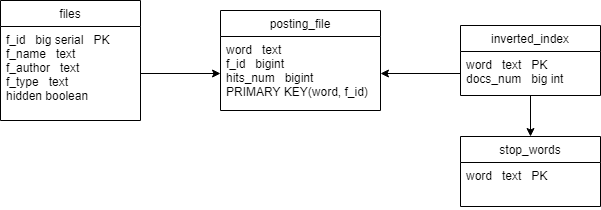 files
f_id big serial PK
f_name text
f_author text
f_type text
hidden boolean
posting_file
word text
f_id bigint
hits_num bigint
PRIMARY KEY(word, f_id)
inverted_index
word text PK
docs_num big int
stop_words
word text PK